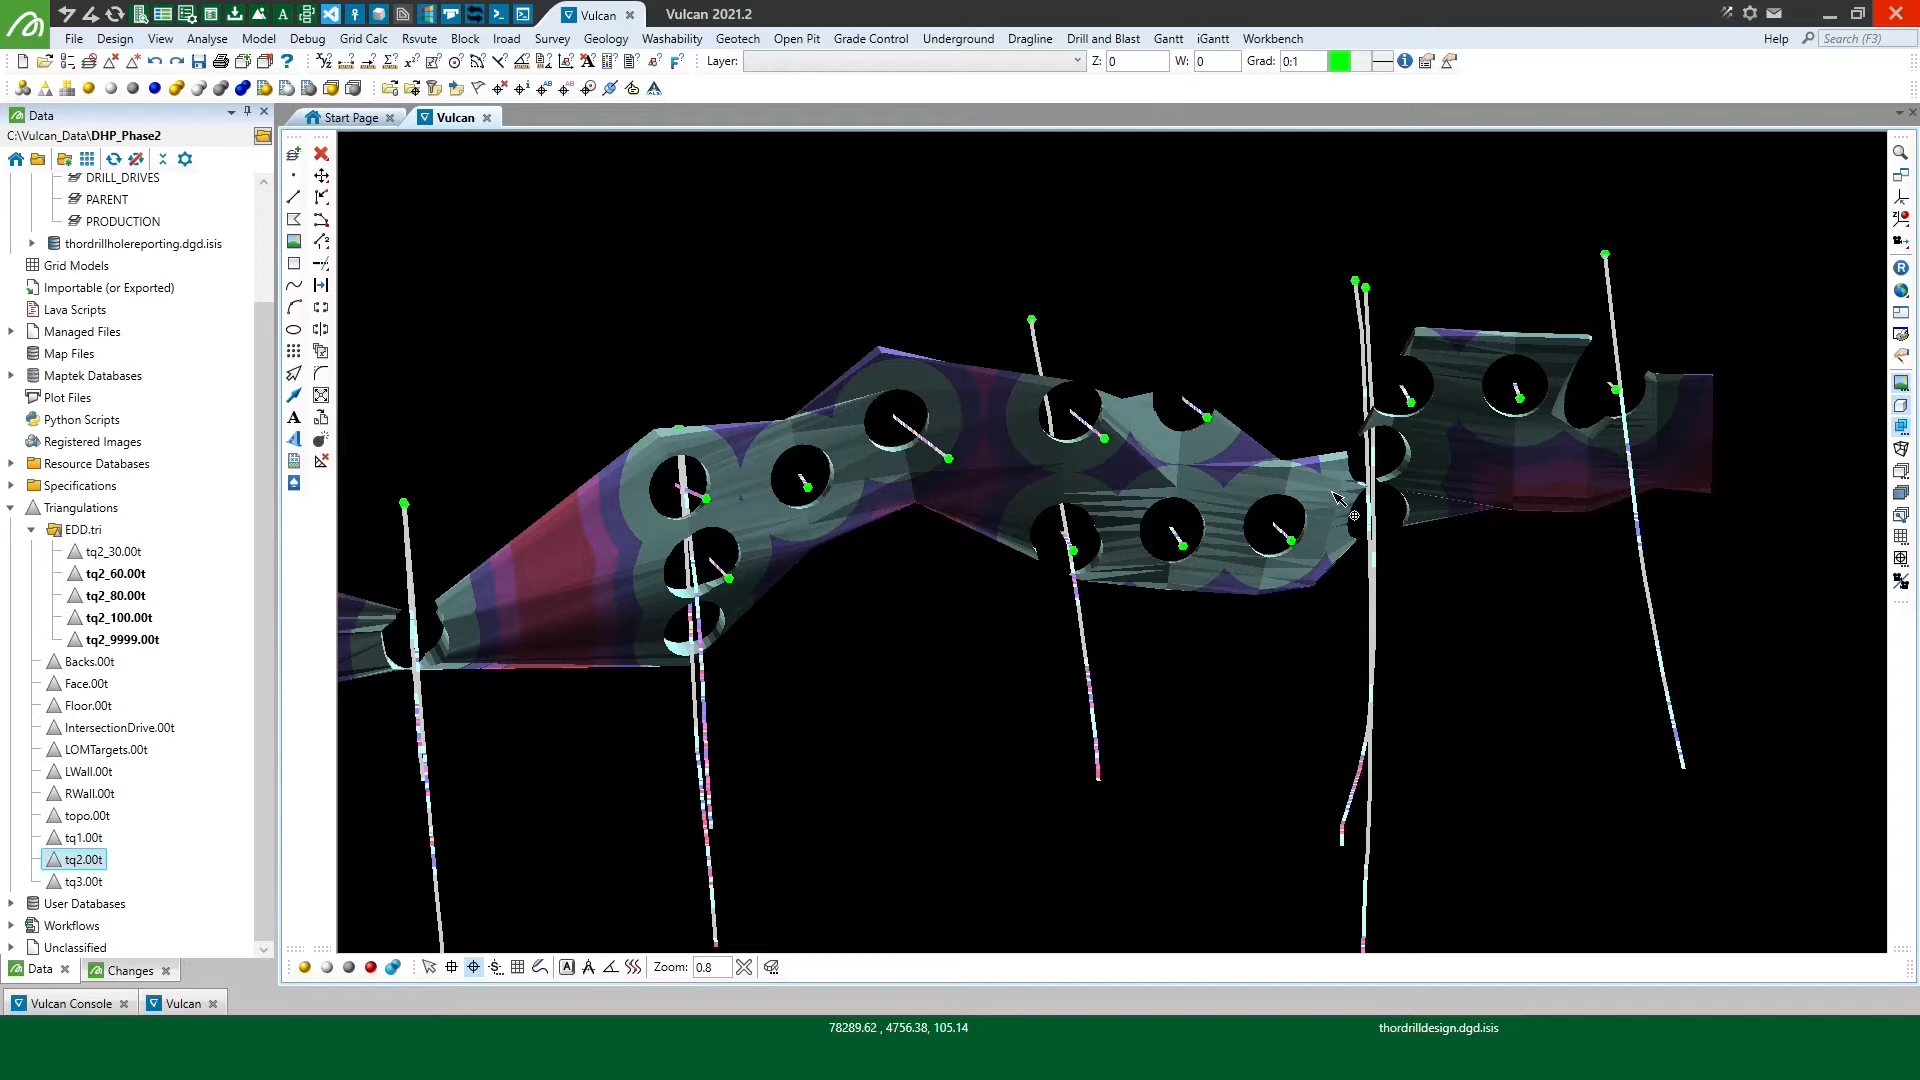 Vulcan
Vulcan 2021.2
File Design View Analyse Model Debug Grid Calc Rsvute Block Iroad Survey Geology Washability Geotech Open Pit Grade Control Underground Dragline Drill and Blast Gantt iGantt Workbench Help Search (F3)
Layer: Z: 0 W: 0 Grad: 0:1
Data
Start Page
Vulcan
C:\Vulcan_Data\DHP_Phase2
DRILL_DRIVES
PARENT
PRODUCTION
thordrillholereporting.dgd.isis
Grid Models
Importable (or Exported)
Lava Scripts
Managed Files
Map Files
Maptek Databases
Plot Files
Python Scripts
Registered Images
Resource Databases
Specifications
Triangulations
EDD.tri
tq2_30.00t
tq2_60.00t
tq2_80.00t
tq2_100.00t
tq2_9999.00t
Backs.00t
Face.00t
Floor.00t
IntersectionDrive.00t
LOMTargets.00t
LWall.00t
RWall.00t
topo.00t
tq1.00t
tq2.00t
tq3.00t
User Databases
Workflows
Unclassified
Data
Changes
Zoom: 0.8
Vulcan Console
Vulcan
78289.62 , 4756.38, 105.14
thordrilldesign.dgd.isis